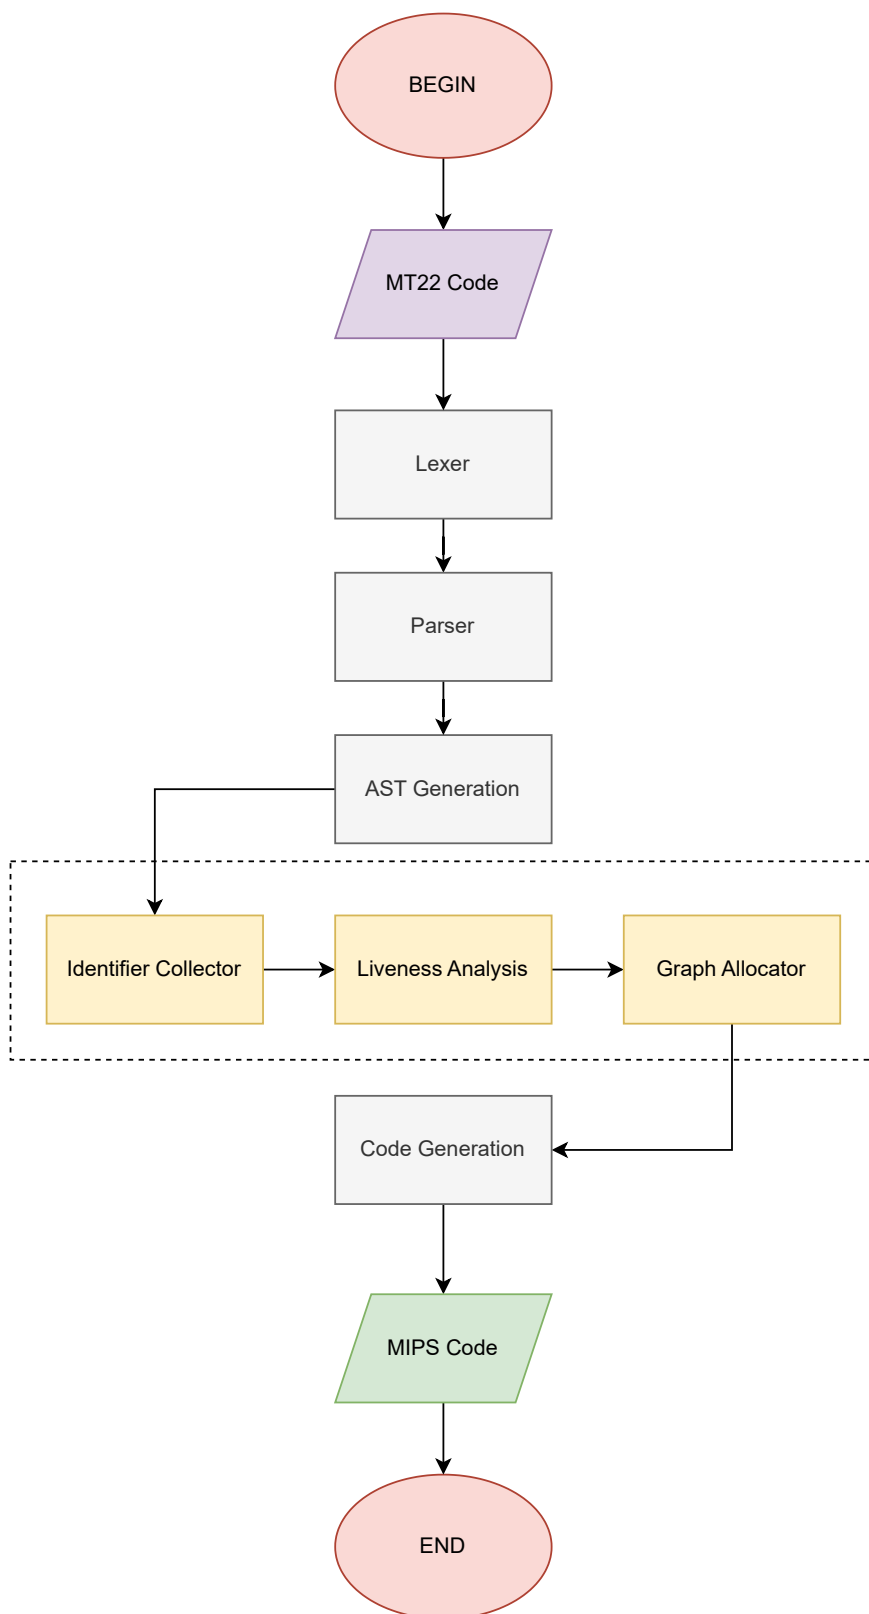 BEGIN
MT22 Code
Lexer
Parser
AST Generation
Identifier Collector
Liveness Analysis
Graph Allocator
Code Generation
MIPS Code
END